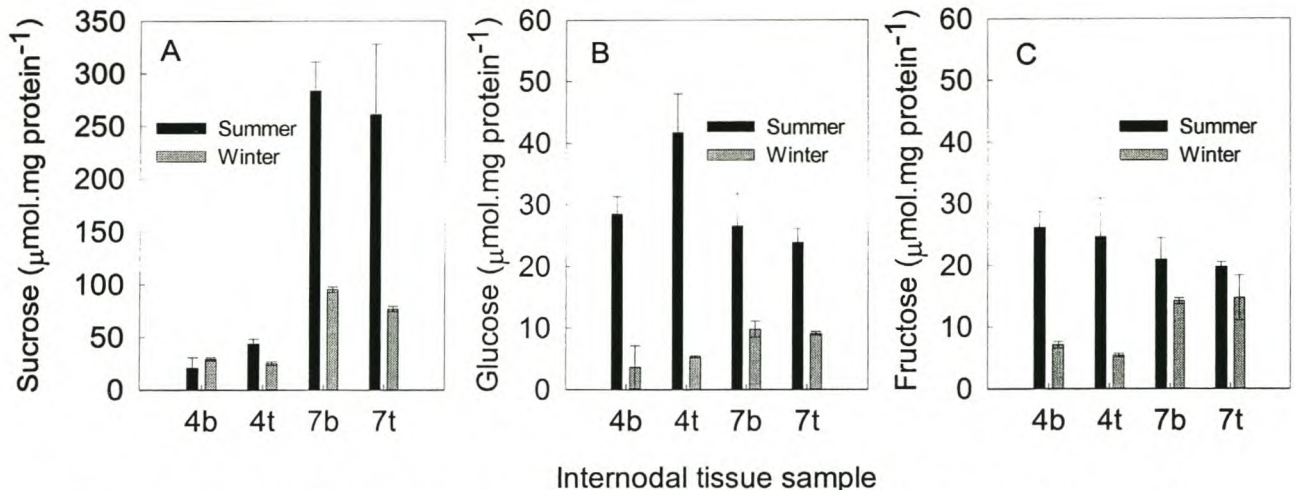 A
Sucrose (μmol.mg protein⁻¹)
350
300
250
200
150
100
50
0
Summer
Winter
4b 4t 7b 7t
B
Glucose (μmol.mg protein⁻¹)
60
50
40
30
20
10
0
Summer
Winter
4b 4t 7b 7t
C
Fructose (μmol.mg protein⁻¹)
60
50
40
30
20
10
0
Summer
Winter
4b 4t 7b 7t
Internodal tissue sample